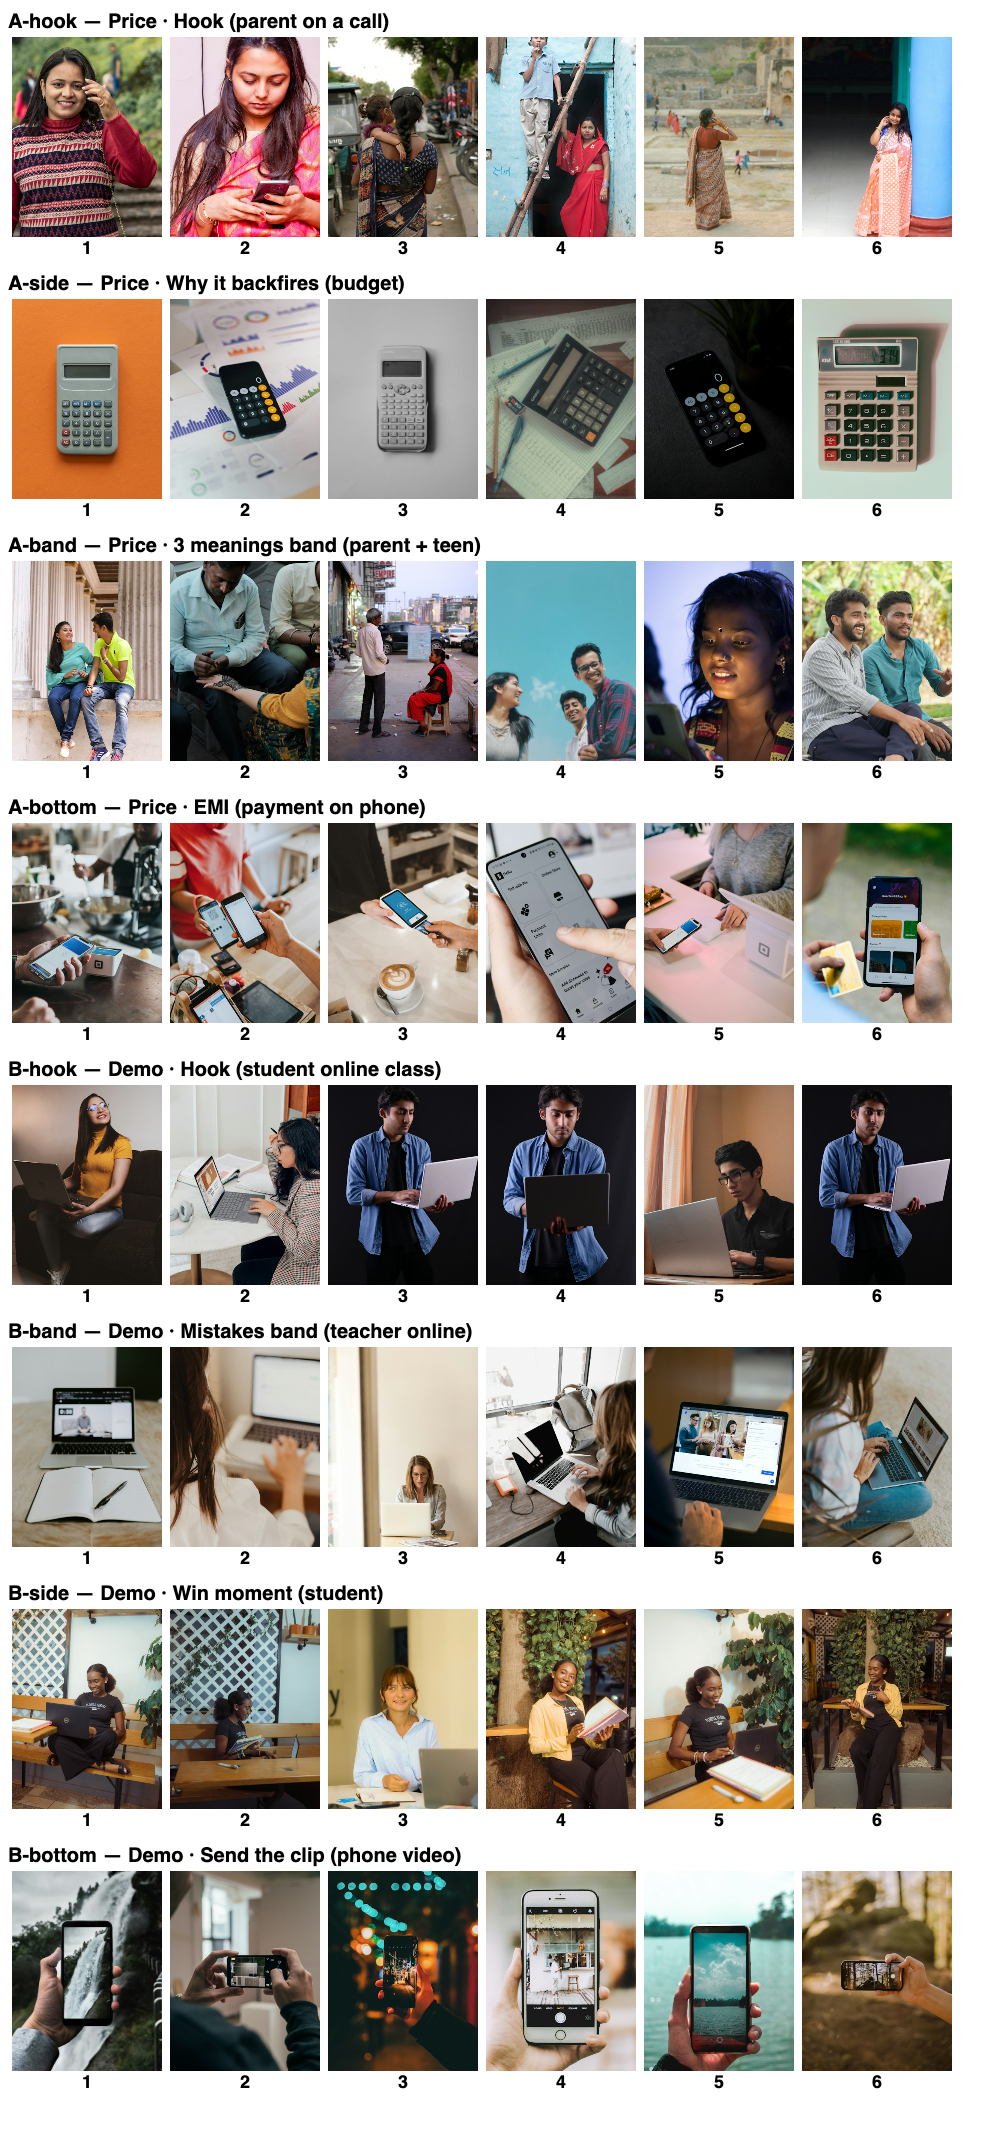 A-hook — Price · Hook (parent on a call)
1 2 3 4 5 6
A-side — Price · Why it backfires (budget)
1 2 3 4 5 6
A-band — Price · 3 meanings band (parent + teen)
1 2 3 4 5 6
A-bottom — Price · EMI (payment on phone)
1 2 3 4 5 6
B-hook — Demo · Hook (student online class)
1 2 3 4 5 6
B-band — Demo · Mistakes band (teacher online)
1 2 3 4 5 6
B-side — Demo · Win moment (student)
1 2 3 4 5 6
B-bottom — Demo · Send the clip (phone video)
1 2 3 4 5 6